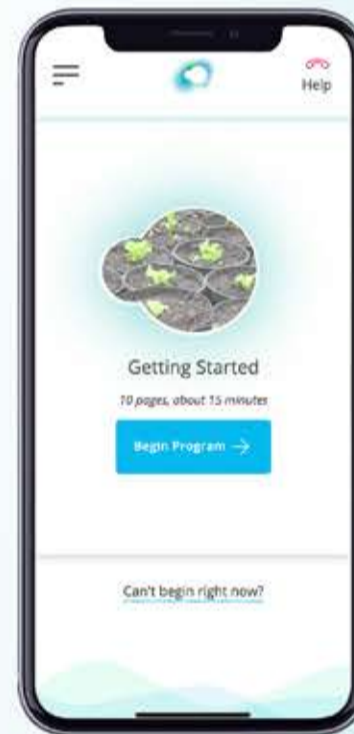 Help
Getting Started
10 pages, about 15 minutes
Begin Program →
Can't begin right now?